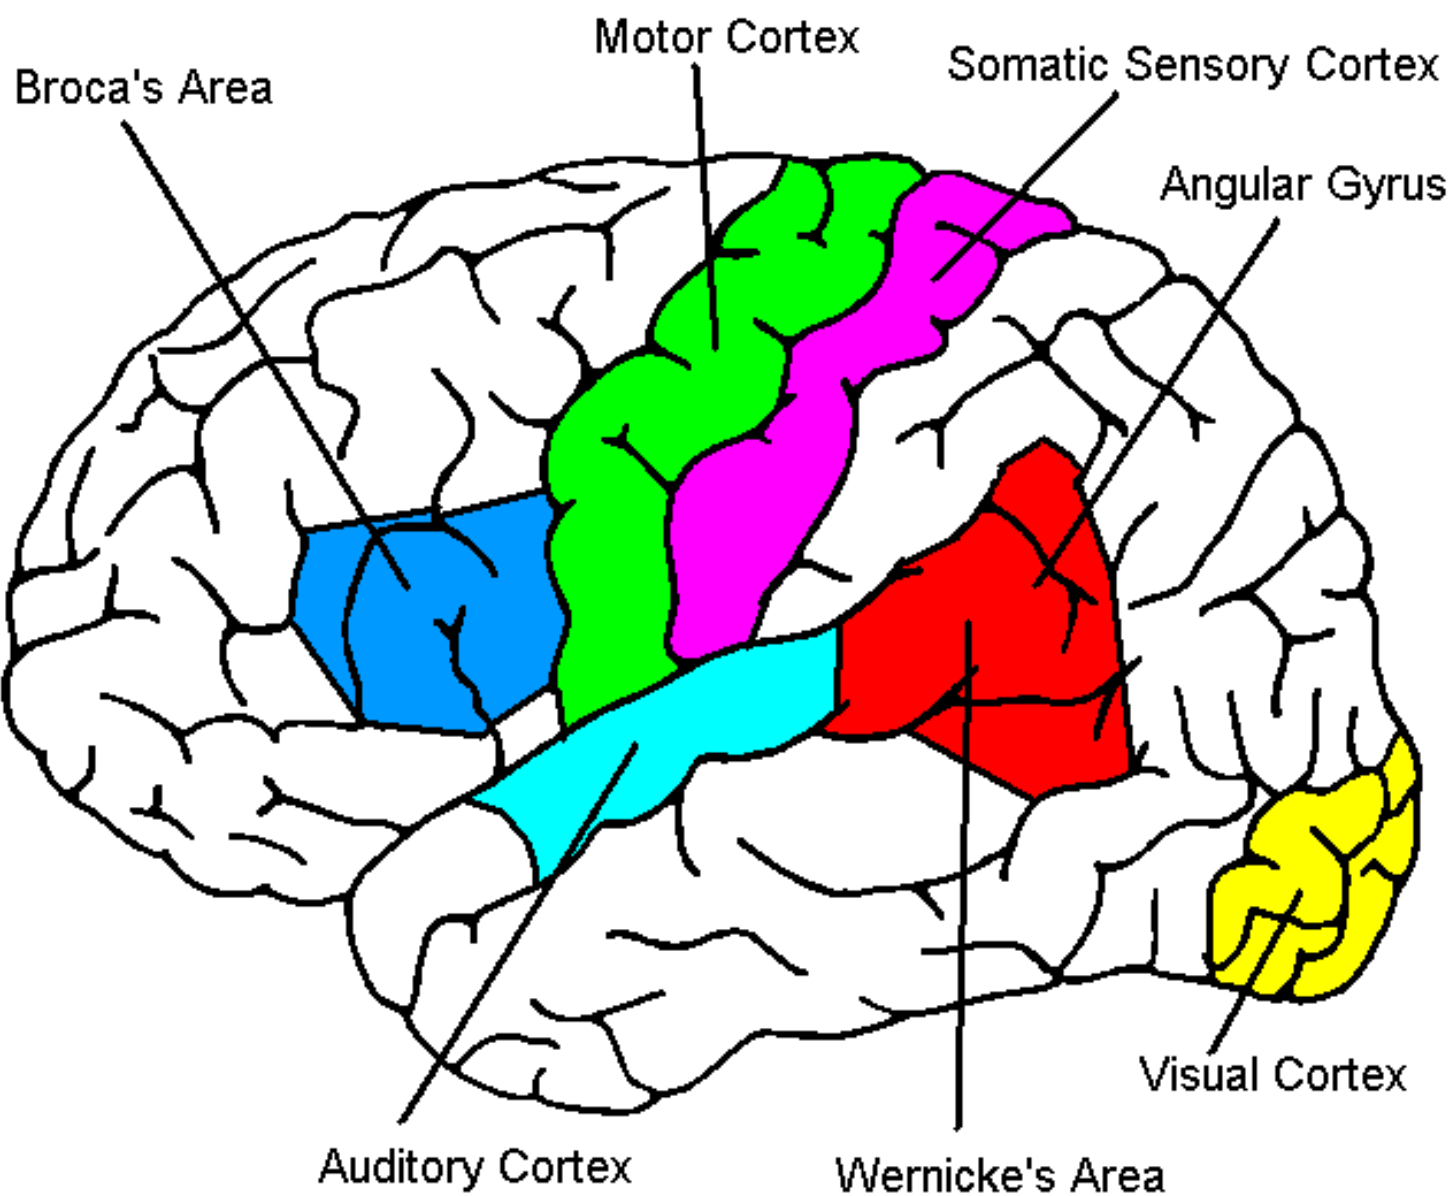 Motor Cortex
Somatic Sensory Cortex
Broca's Area
Angular Gyrus
Visual Cortex
Auditory Cortex
Wernicke's Area